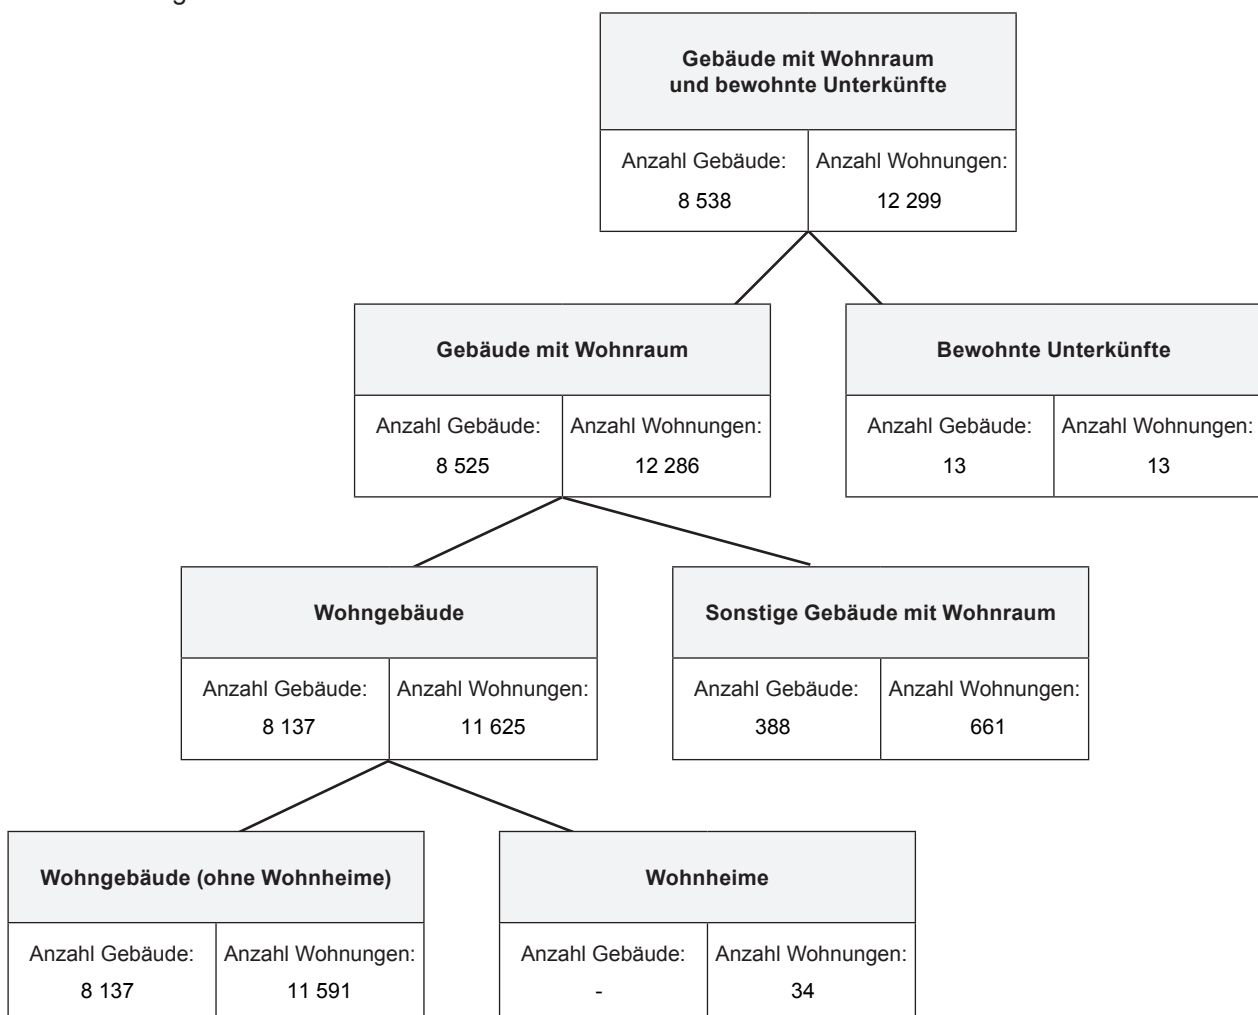 Gebäude mit Wohnraum
und bewohnte Unterkünfte
Anzahl Gebäude: Anzahl Wohnungen:
8 538 12 299
Gebäude mit Wohnraum Bewohnte Unterkünfte
Anzahl Gebäude: Anzahl Wohnungen: Anzahl Gebäude: Anzahl Wohnungen:
8 525 12 286 13 13
Wohngebäude Sonstige Gebäude mit Wohnraum
Anzahl Gebäude: Anzahl Wohnungen: Anzahl Gebäude: Anzahl Wohnungen:
8 137 11 625 388 661
Wohngebäude (ohne Wohnheime) Wohnheime
Anzahl Gebäude: Anzahl Wohnungen: Anzahl Gebäude: Anzahl Wohnungen:
8 137 11 591 - 34